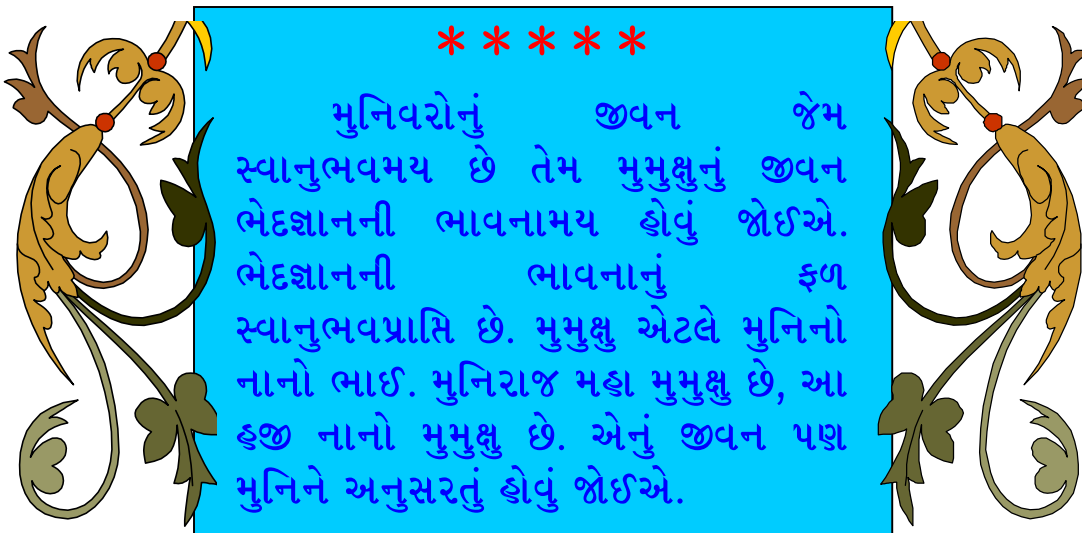 *****
મુનિવરોનું જીવન જેમ
સ્વાનુભવમય છે તેમ મુમુક્ષુનું જીવન
ભેદજ્ઞાનની ભાવનામય હોવું જોઈએ.
ભેદજ્ઞાનની ભાવનાનું ફળ
સ્વાનુભવપ્રાપ્તિ છે. મુમુક્ષુ એટલે મુનિનો
નાનો ભાઈ. મુનિરાજ મહા મુમુક્ષુ છે, આ
હજી નાનો મુમુક્ષુ છે. એનું જીવન પણ
મુનિને અનુસરતું હોવું જોઈએ.